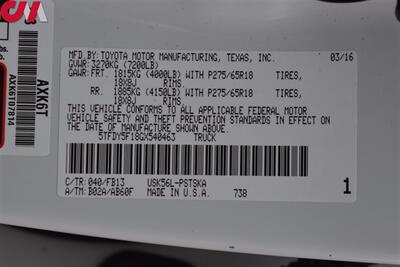 AXK6T
AXK6107814
MFD.BY: TOYOTA MOTOR MANUFACTURING, TEXAS, INC. 03/16
GVWR: 3270KG (7200LB)
GAWR: FRT. 1815KG (4000LB) WITH P275/65R18 TIRES,
18X8J RIMS
RR. 1885KG (4150LB) WITH P275/65R18 TIRES,
18X8J RIMS
THIS VEHICLE CONFORMS TO ALL APPLICABLE FEDERAL MOTOR
VEHICLE SAFETY AND THEFT PREVENTION STANDARDS IN EFFECT
ON THE DATE OF MANUFACTURE SHOWN ABOVE.
5TFDY5F18GX540463 TRUCK
C/TR: 040/FB13 USK56L-PSTSKA
A/TM: B02A/AB60F MADE IN U.S.A. 738
1